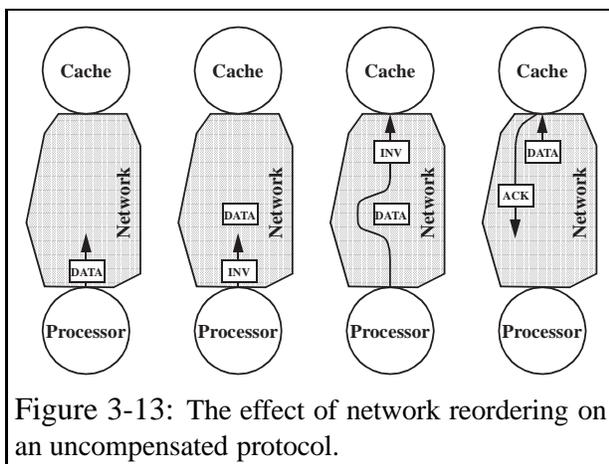 Cache Cache Cache Cache
Network Network Network Network
INV DATA
DATA DATA ACK
DATA INV
Processor Processor Processor Processor
Figure 3-13: The effect of network reordering on
an uncompensated protocol.